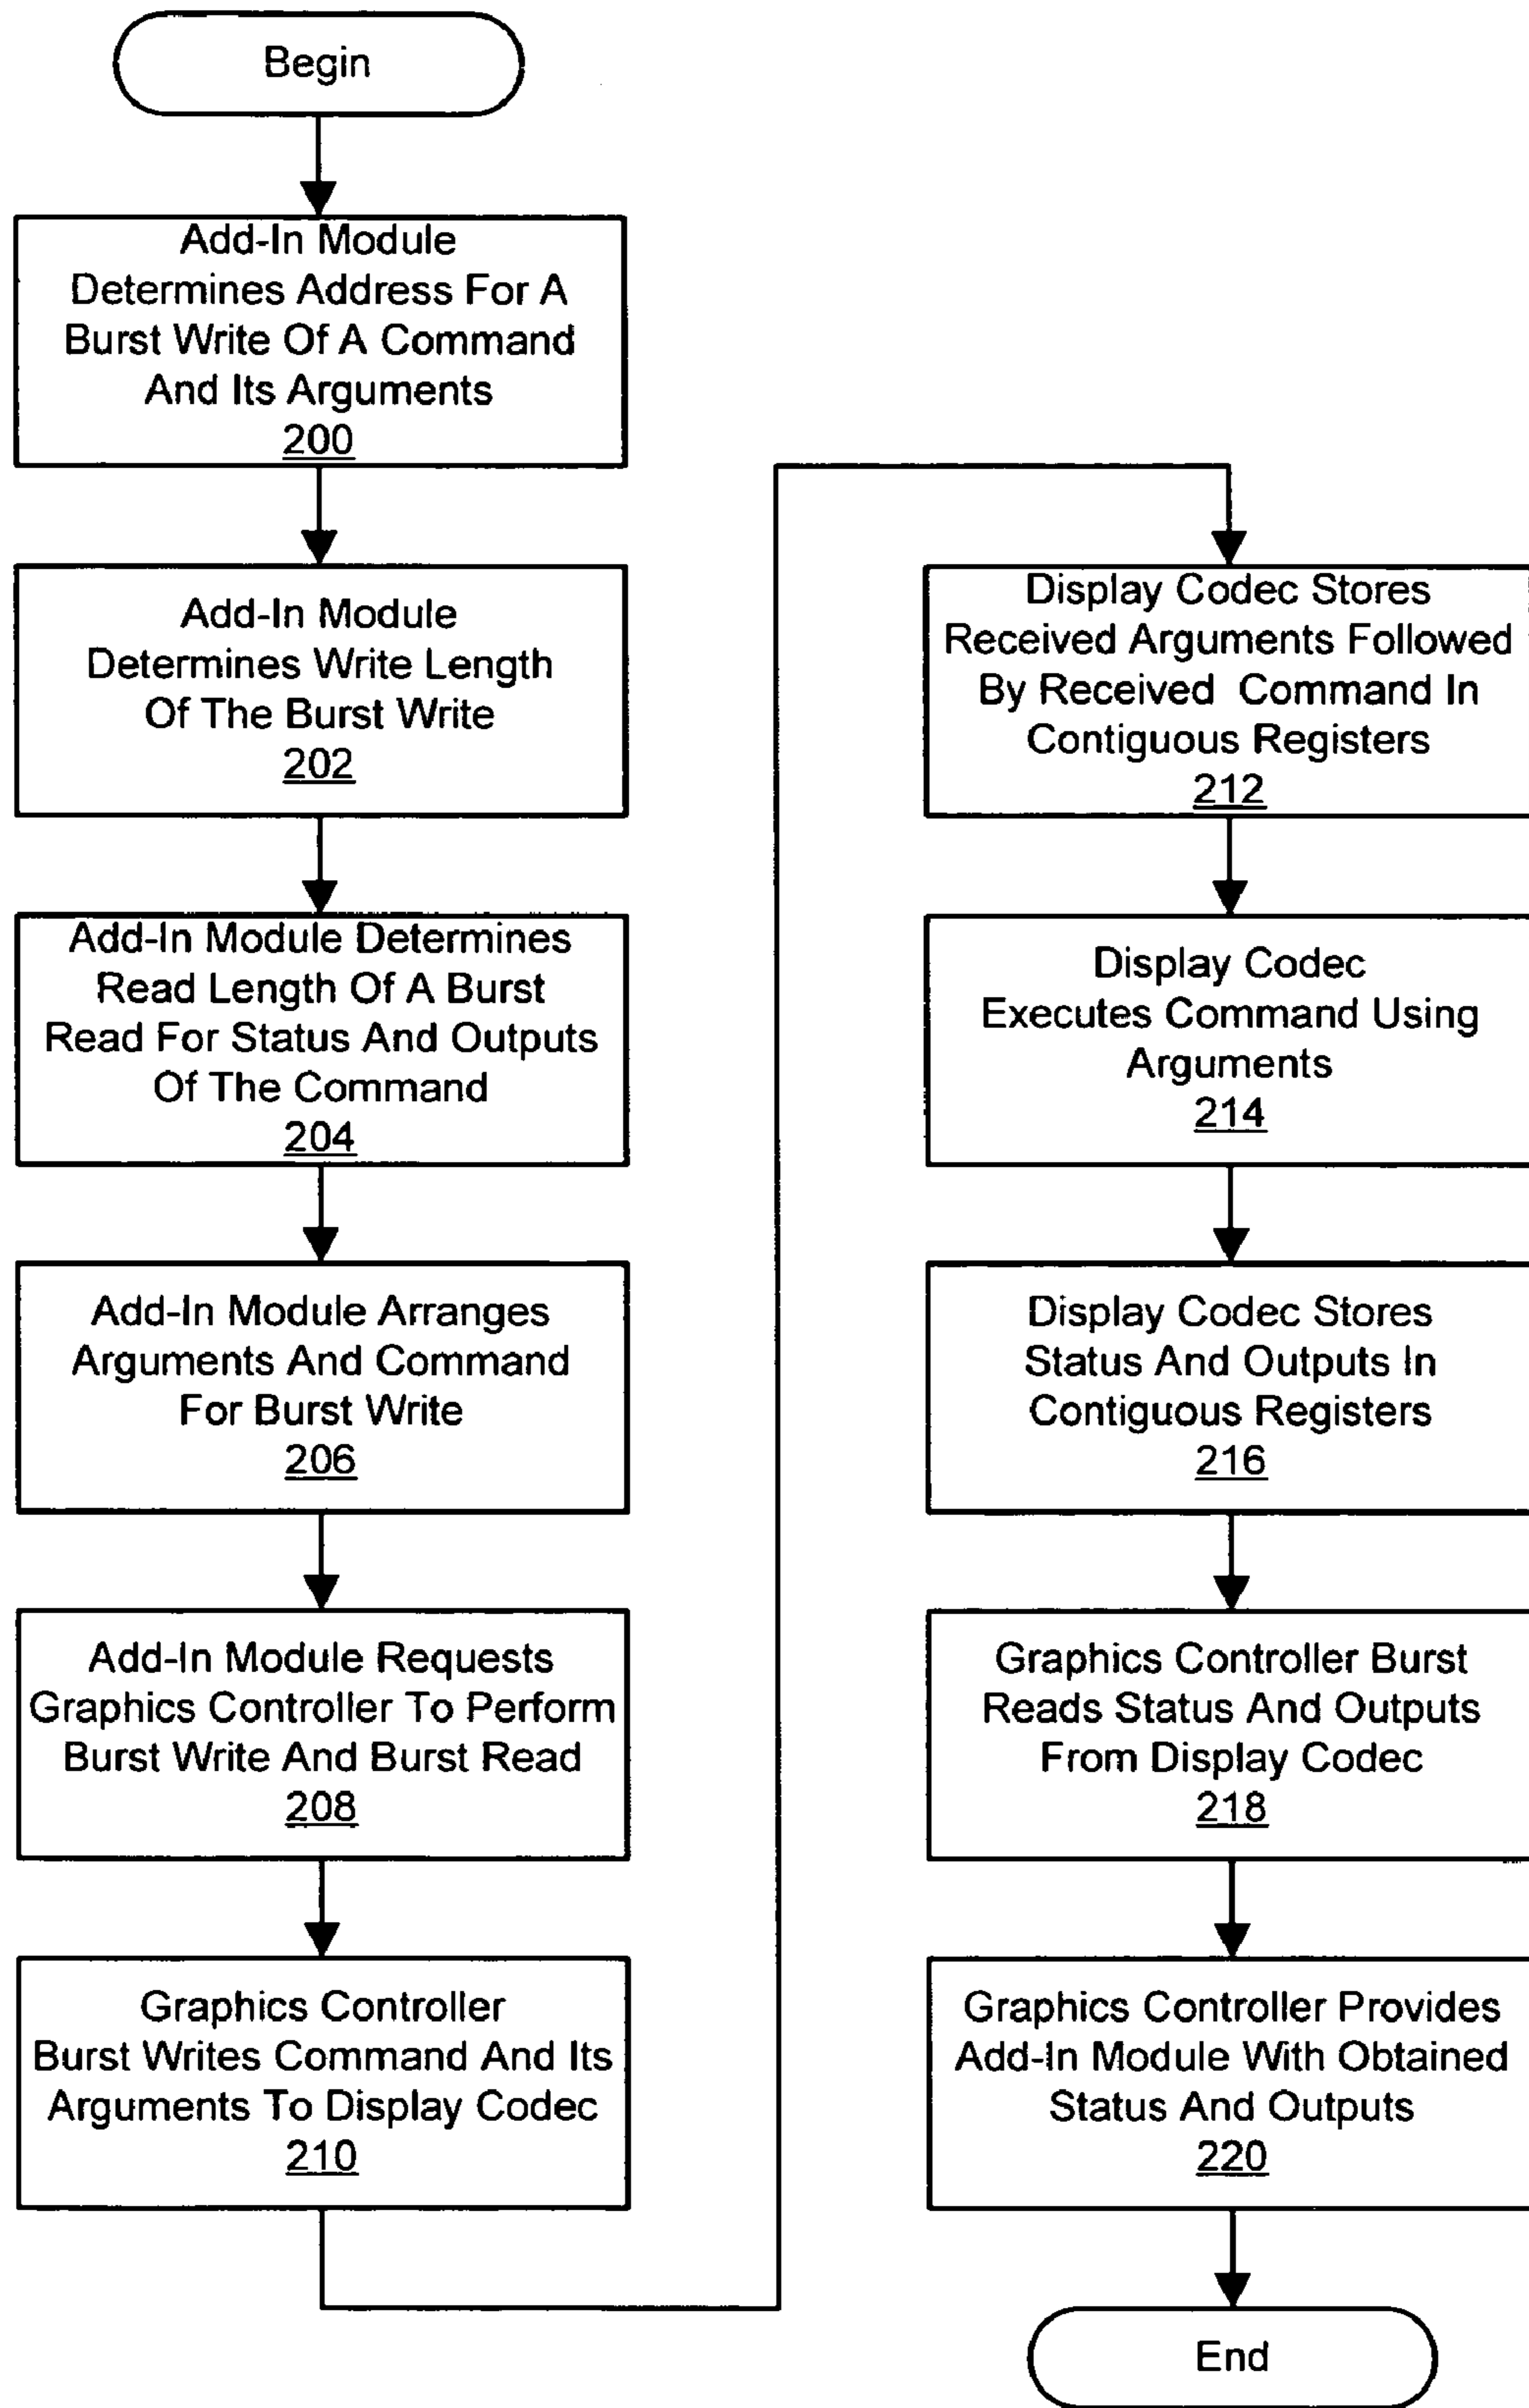 Begin
Add-In Module
Determines Address For A
Burst Write Of A Command
And Its Arguments
200
Add-In Module
Determines Write Length
Of The Burst Write
202
Add-In Module Determines
Read Length Of A Burst
Read For Status And Outputs
Of The Command
204
Add-In Module Arranges
Arguments And Command
For Burst Write
206
Add-In Module Requests
Graphics Controller To Perform
Burst Write And Burst Read
208
Graphics Controller
Burst Writes Command And Its
Arguments To Display Codec
210
Display Codec Stores
Received Arguments Followed
By Received Command In
Contiguous Registers
212
Display Codec
Executes Command Using
Arguments
214
Display Codec Stores
Status And Outputs In
Contiguous Registers
216
Graphics Controller Burst
Reads Status And Outputs
From Display Codec
218
Graphics Controller Provides
Add-In Module With Obtained
Status And Outputs
220
End